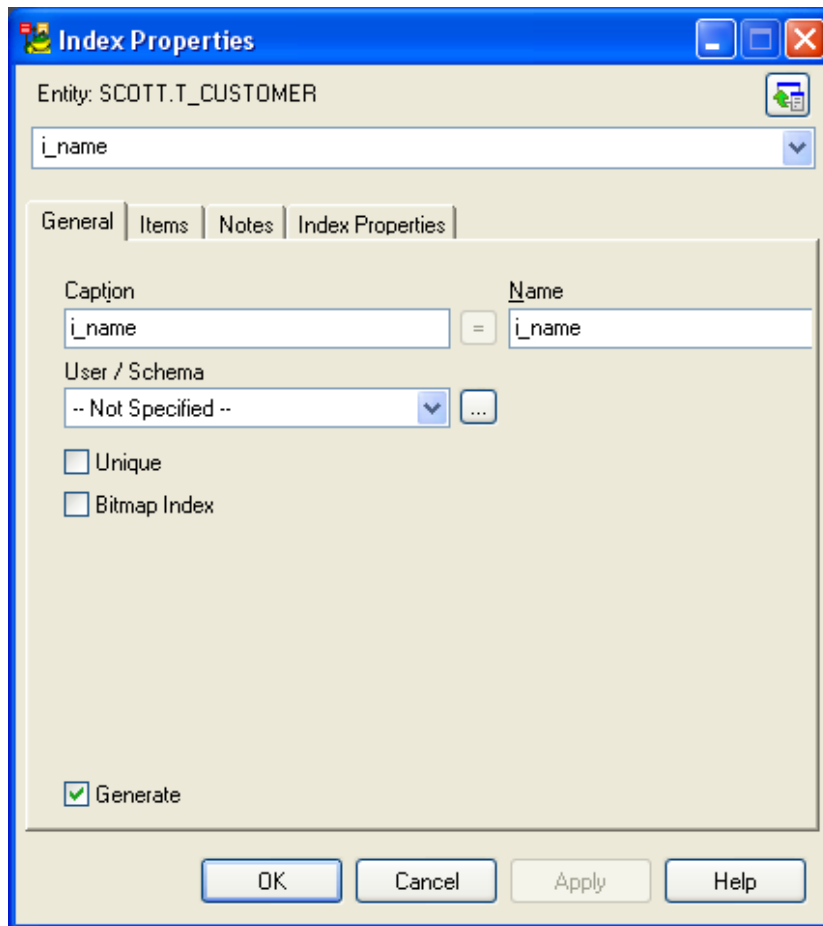 Index Properties
Entity: SCOTT.T_CUSTOMER
i_name
General Items Notes Index Properties
Caption Name
i_name = i_name
User / Schema
-- Not Specified -- ...
Unique
Bitmap Index
Generate
OK Cancel Apply Help